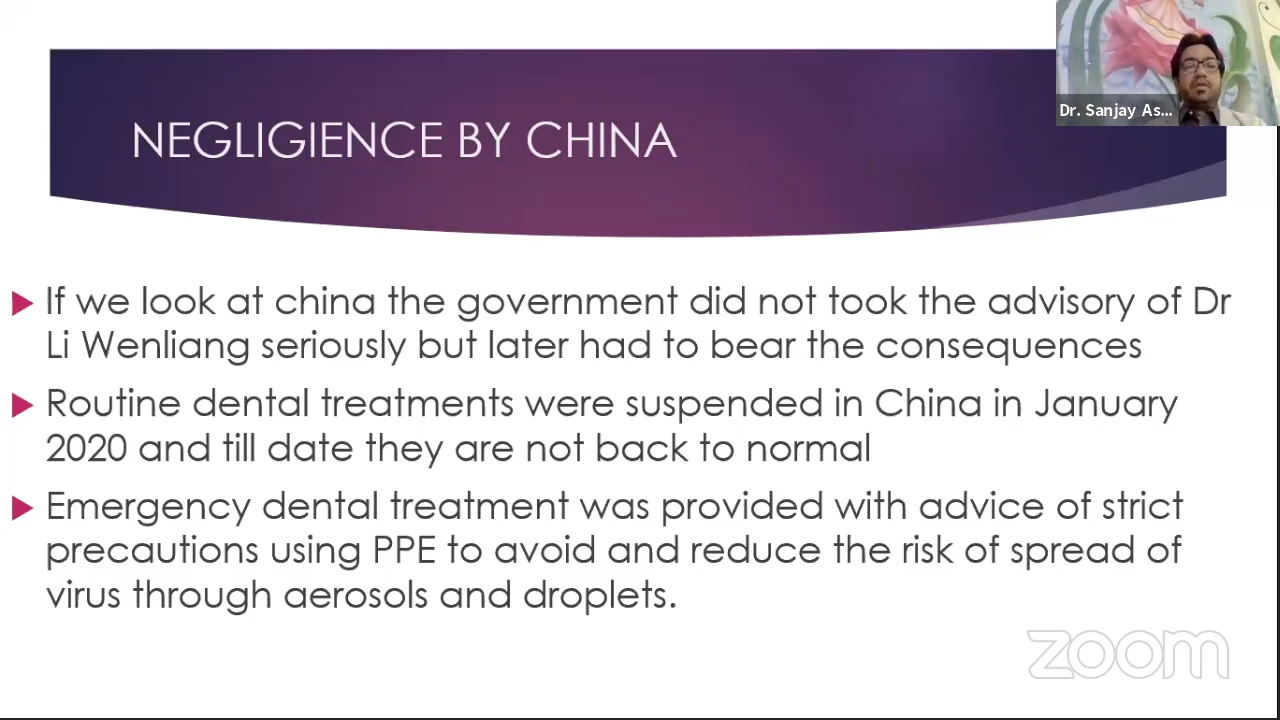 Dr. Sanjay As...
NEGLIGIENCE BY CHINA
If we look at china the government did not took the advisory of Dr
Li Wenliang seriously but later had to bear the consequences
Routine dental treatments were suspended in China in January
2020 and till date they are not back to normal
Emergency dental treatment was provided with advice of strict
precautions using PPE to avoid and reduce the risk of spread of
virus through aerosols and droplets.
zoom